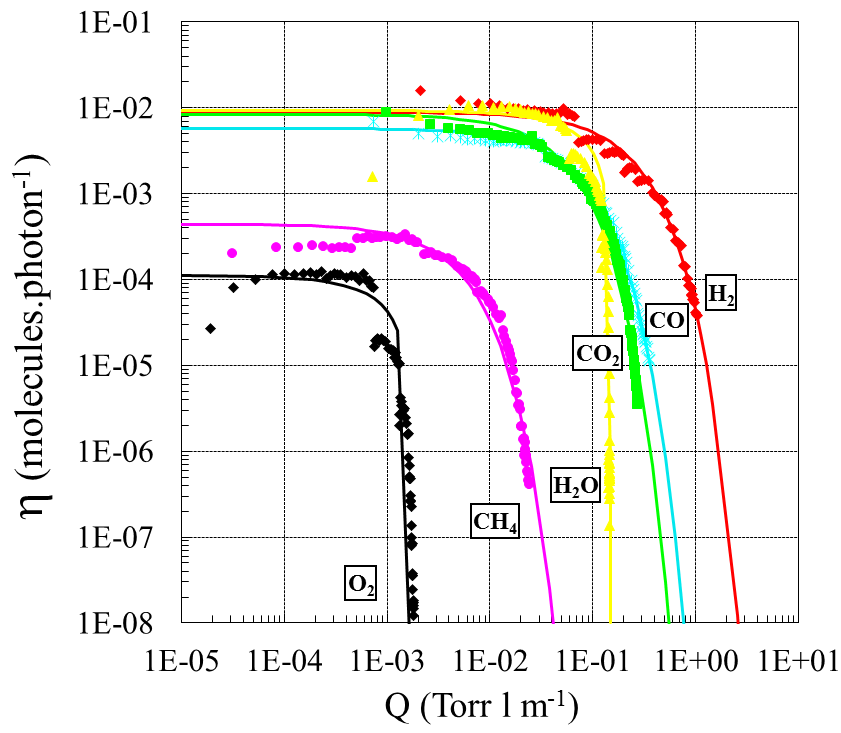 1E-01
1E-02
1E-03
1E-04
1E-05
1E-06
1E-07
1E-08
η (molecules.photon⁻¹)
H₂
CO
CO₂
H₂O
CH₄
O₂
1E-05 1E-04 1E-03 1E-02 1E-01 1E+00 1E+01
Q (Torr l m⁻¹)